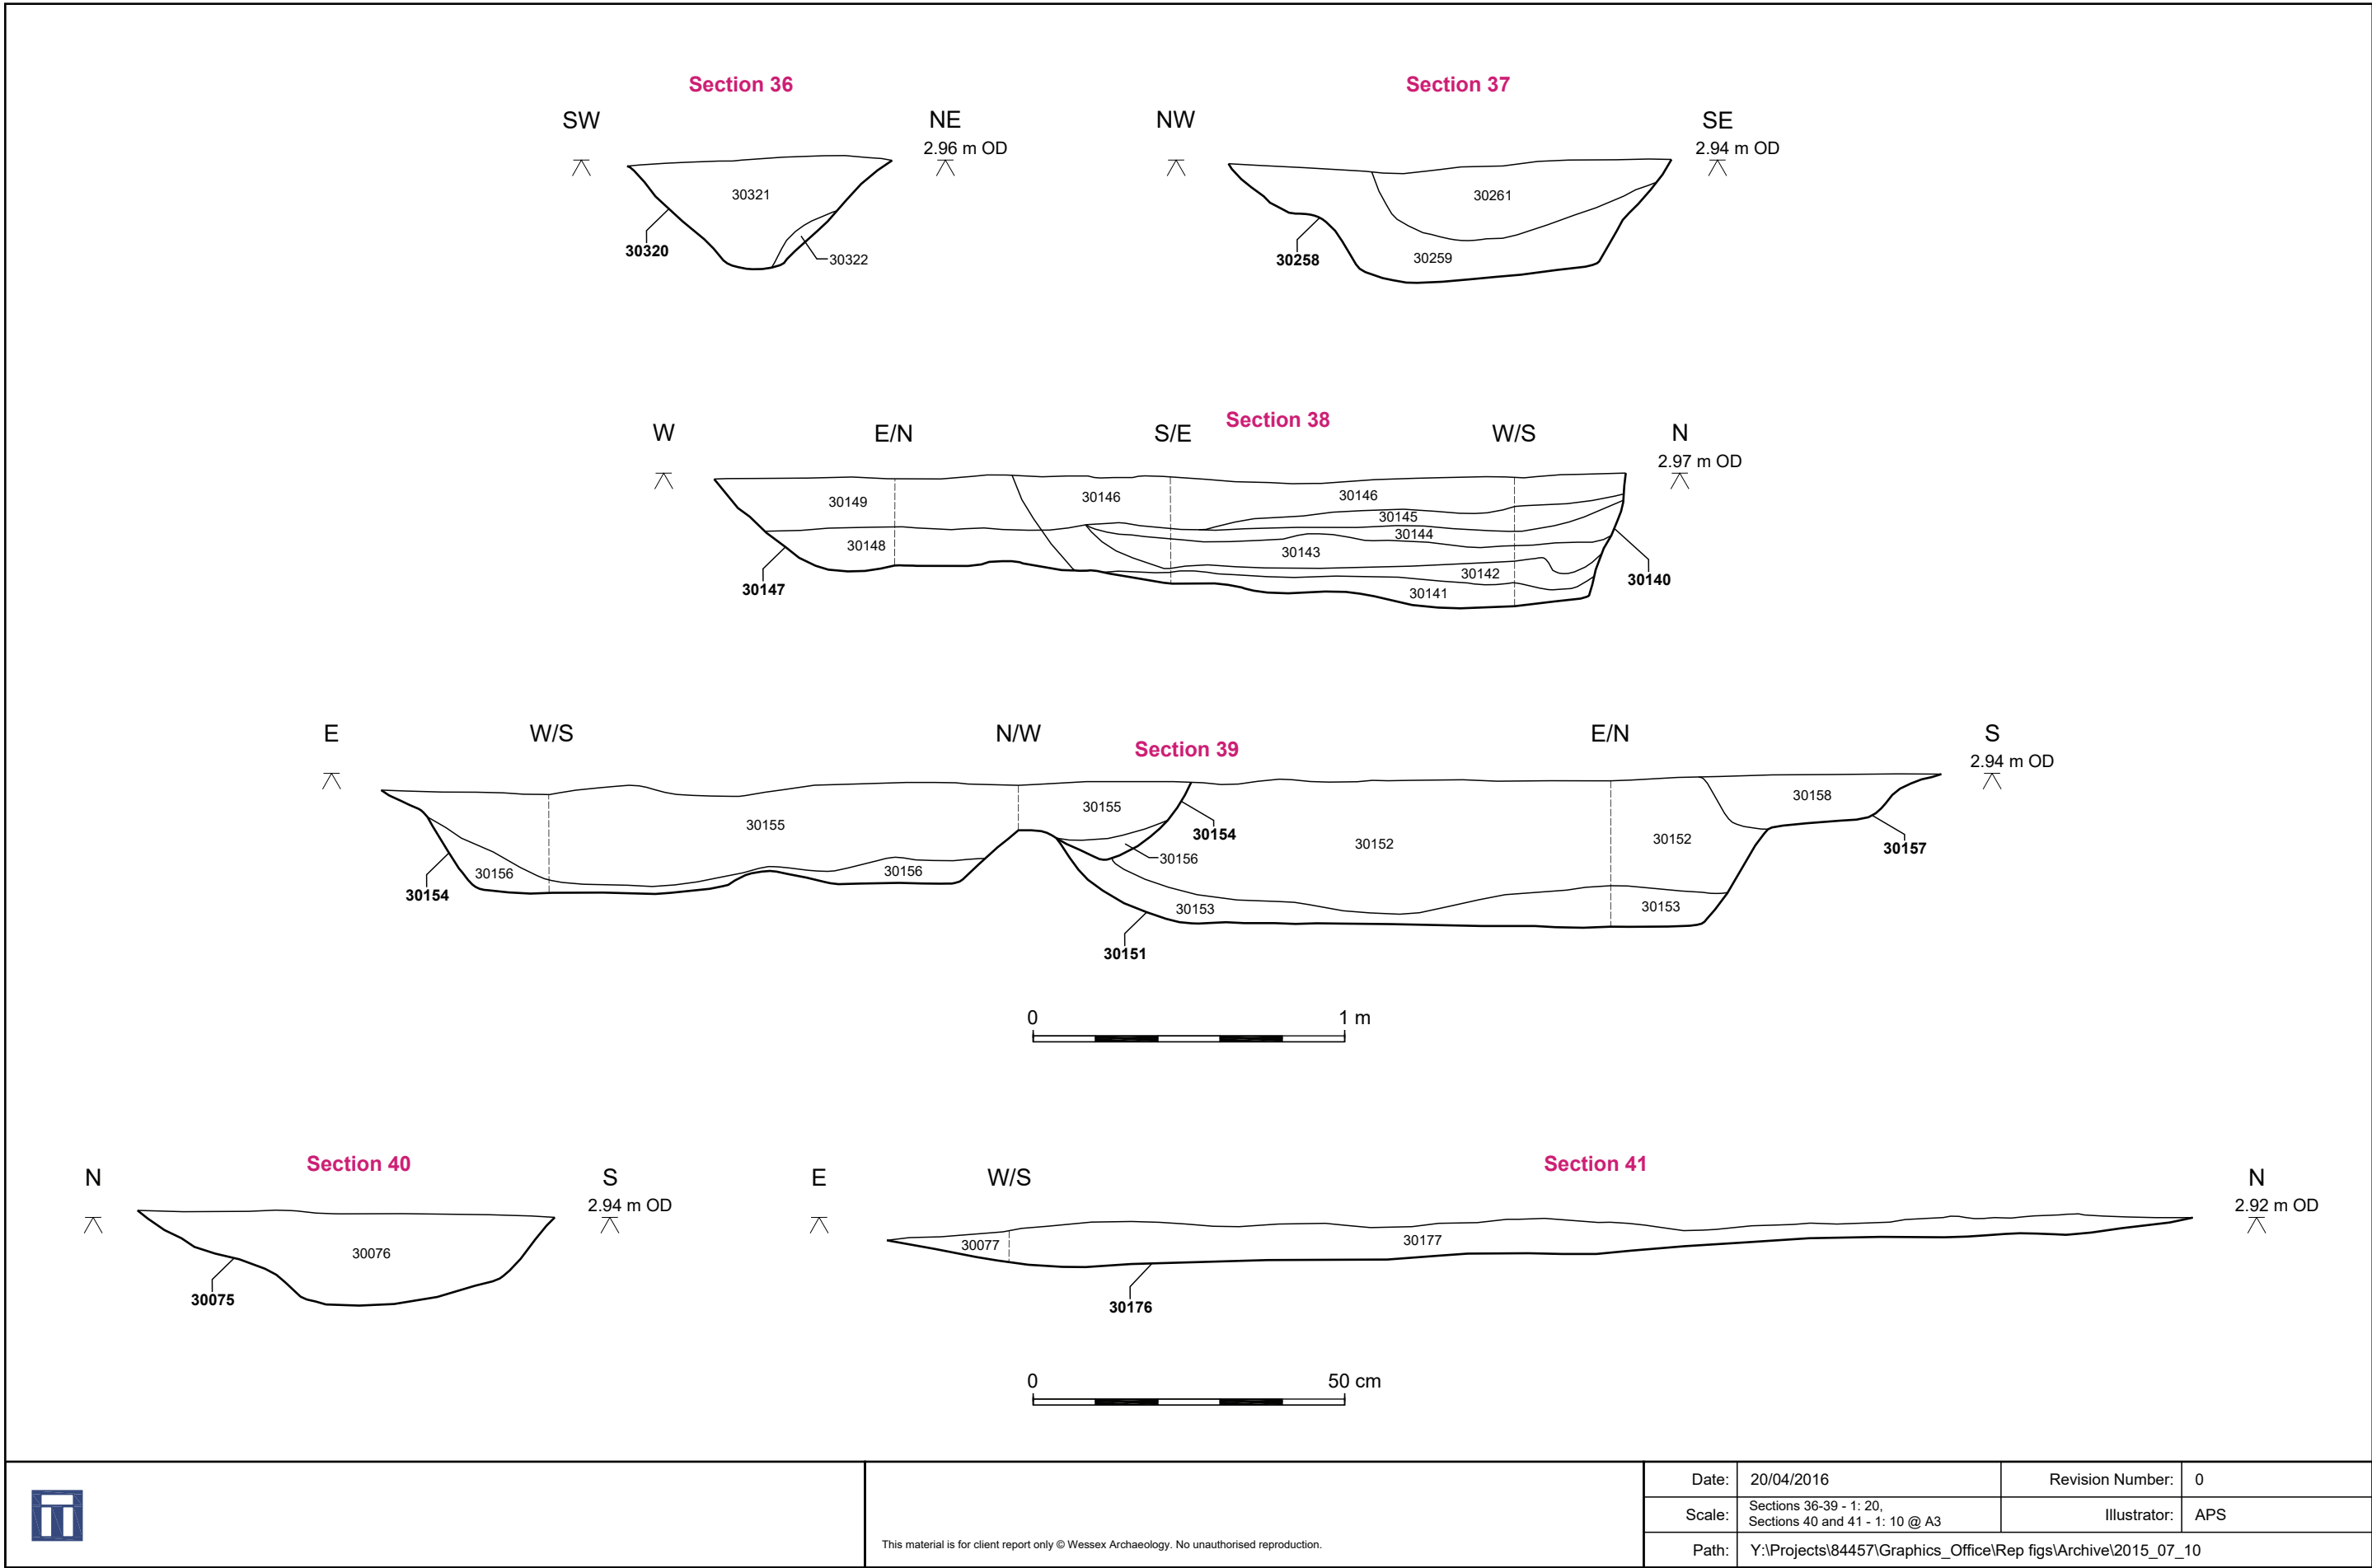 Section 36
SW
NE
2.96 m OD
30321
30320
30322
Section 37
NW
SE
2.94 m OD
30261
30258
30259
Section 38
W
E/N
S/E
W/S
N
2.97 m OD
30149
30146
30146
30145
30144
30148
30143
30142
30141
30147
30140
Section 39
E
W/S
N/W
E/N
S
2.94 m OD
30155
30155
30158
30154
30152
30152
30157
30156
30156
30156
30154
30153
30153
30151
0
1 m
Section 40
N
S
2.94 m OD
30076
30075
Section 41
E
W/S
N
2.92 m OD
30077
30177
30176
0
50 cm
This material is for client report only © Wessex Archaeology. No unauthorised reproduction.
Date:
20/04/2016
Revision Number:
0
Scale:
Sections 36-39 - 1: 20,
Sections 40 and 41 - 1: 10 @ A3
Illustrator:
APS
Path:
Y:\Projects\84457\Graphics_Office\Rep figs\Archive\2015_07_10